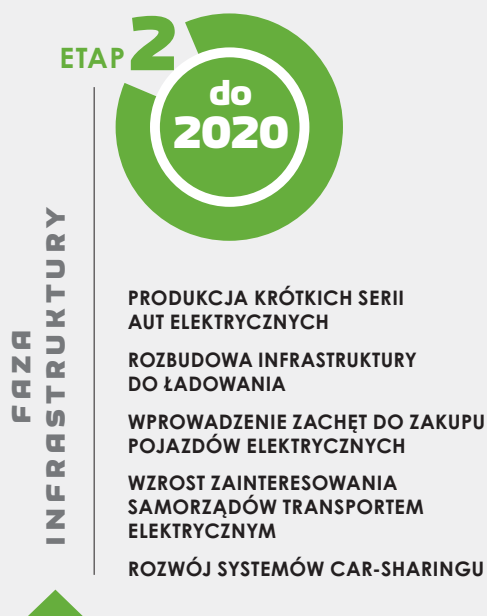 ETAP 2
do
2020
FAZA
INFRASTRUKTURY
PRODUKCJA KRÓTKICH SERII
AUT ELEKTRYCZNYCH
ROZBUDOWA INFRASTRUKTURY
DO ŁADOWANIA
WPROWADZENIE ZACHĘT DO ZAKUPU
POJAZDÓW ELEKTRYCZNYCH
WZROST ZAINTERESOWANIA
SAMORZĄDÓW TRANSPORTEM
ELEKTRYCZNYM
ROZWÓJ SYSTEMÓW CAR-SHARINGU